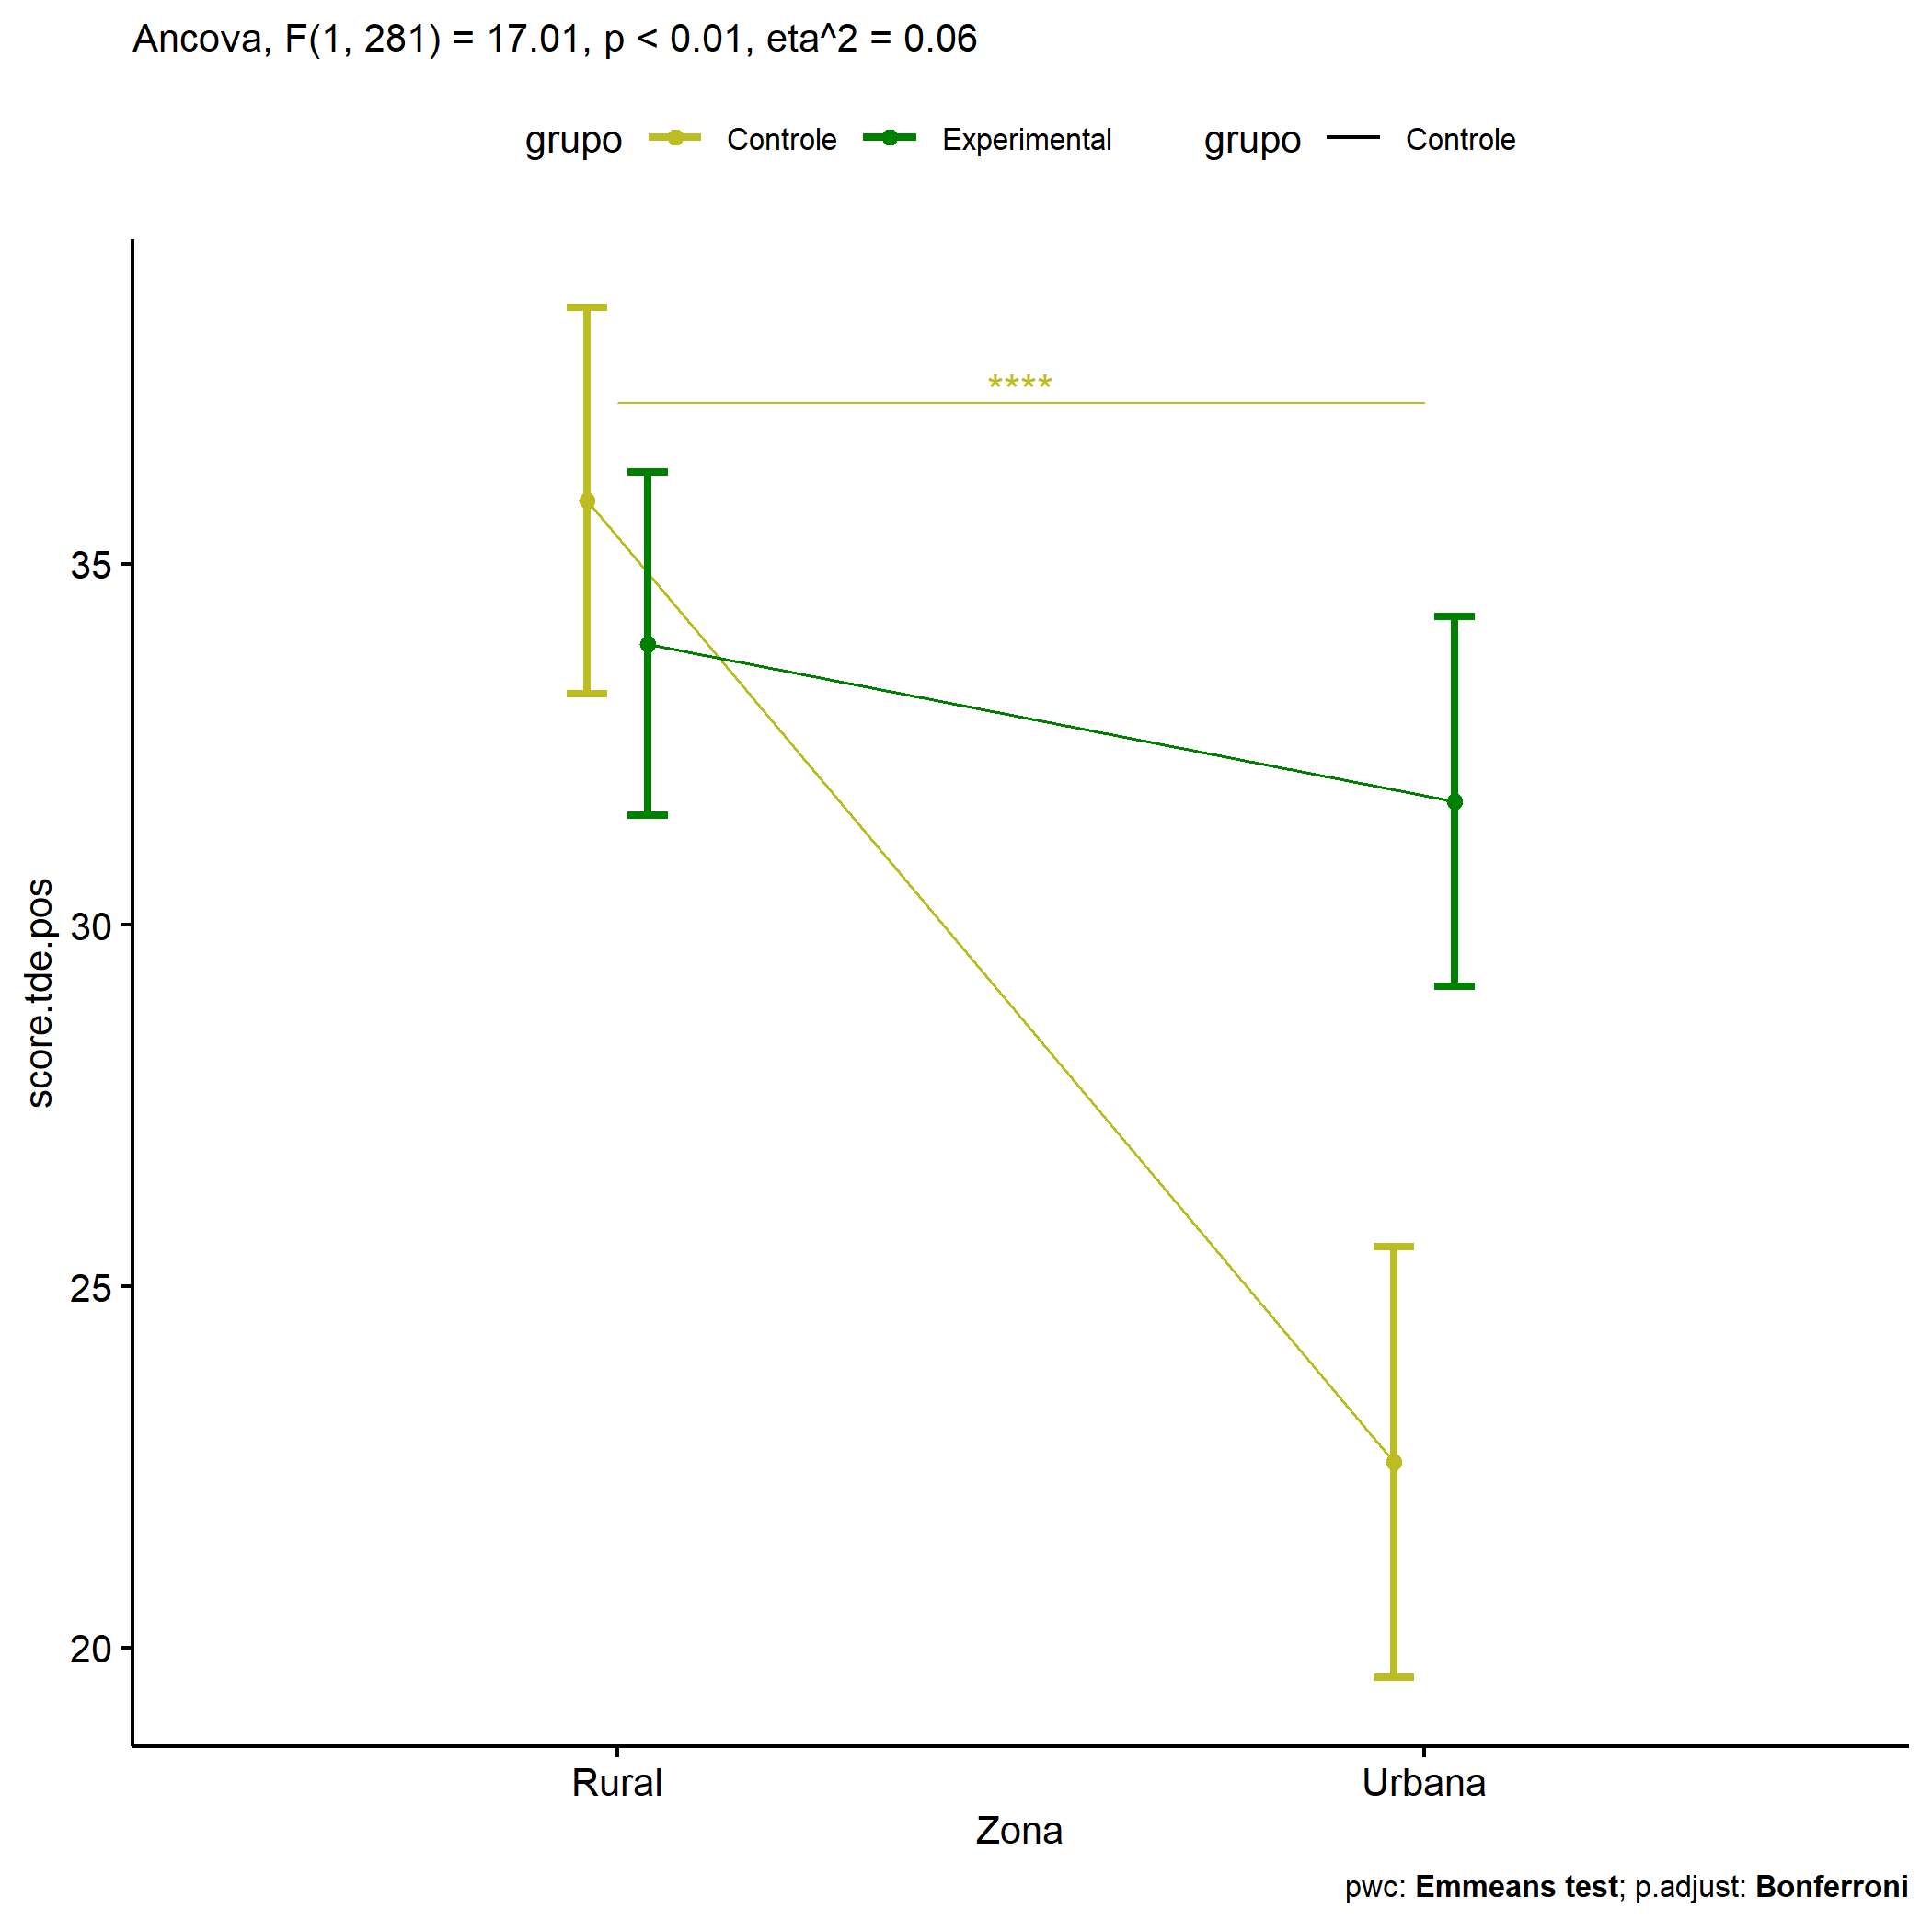 Ancova, F(1, 281) = 17.01, p < 0.01, eta^2 = 0.06
grupo Controle Experimental grupo Controle
****
35
30
25
20
score.tde.pos
Rural Urbana
Zona
pwc: Emmeans test; p.adjust: Bonferroni